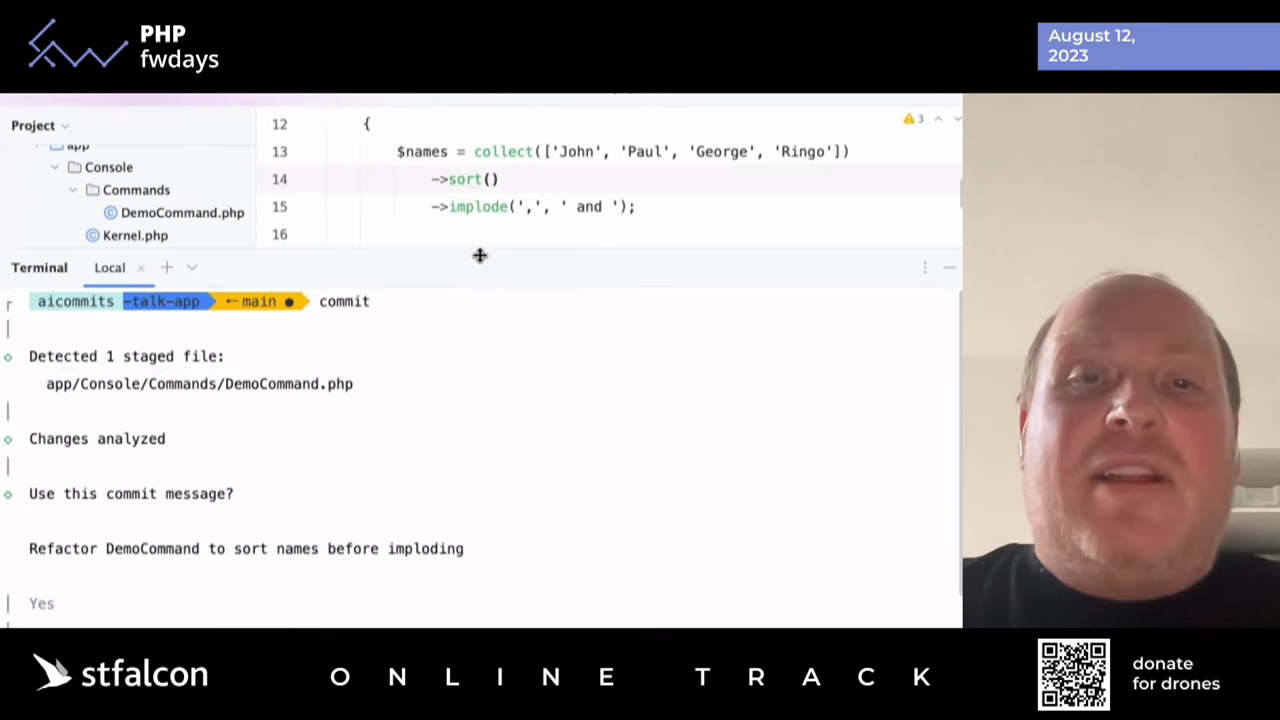 PHP
fwdays
August 12,
2023
Project
app
Console
Commands
DemoCommand.php
Kernel.php
12 {
13 $names = collect(['John', 'Paul', 'George', 'Ringo'])
14 ->sort()
15 ->implode(',', ' and ');
16
3
Terminal Local
aicommits -talk-app ←main ● commit
Detected 1 staged file:
app/Console/Commands/DemoCommand.php
Changes analyzed
Use this commit message?
Refactor DemoCommand to sort names before imploding
Yes
stfalcon
ONLINE TRACK
donate
for drones